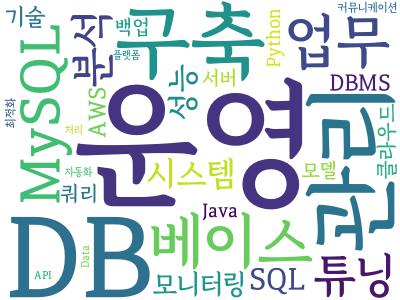 기술
백업
구축
커뮤니케이션
분석
플랫폼
성능
서버
Python
업무
DBMS
MySQL
AWS
최적화
처리
운영
관리
클라우드
자동화
쿼리
시스템
모델
Java
DB
API
Data
베이스
모니터링
SQL
튜닝